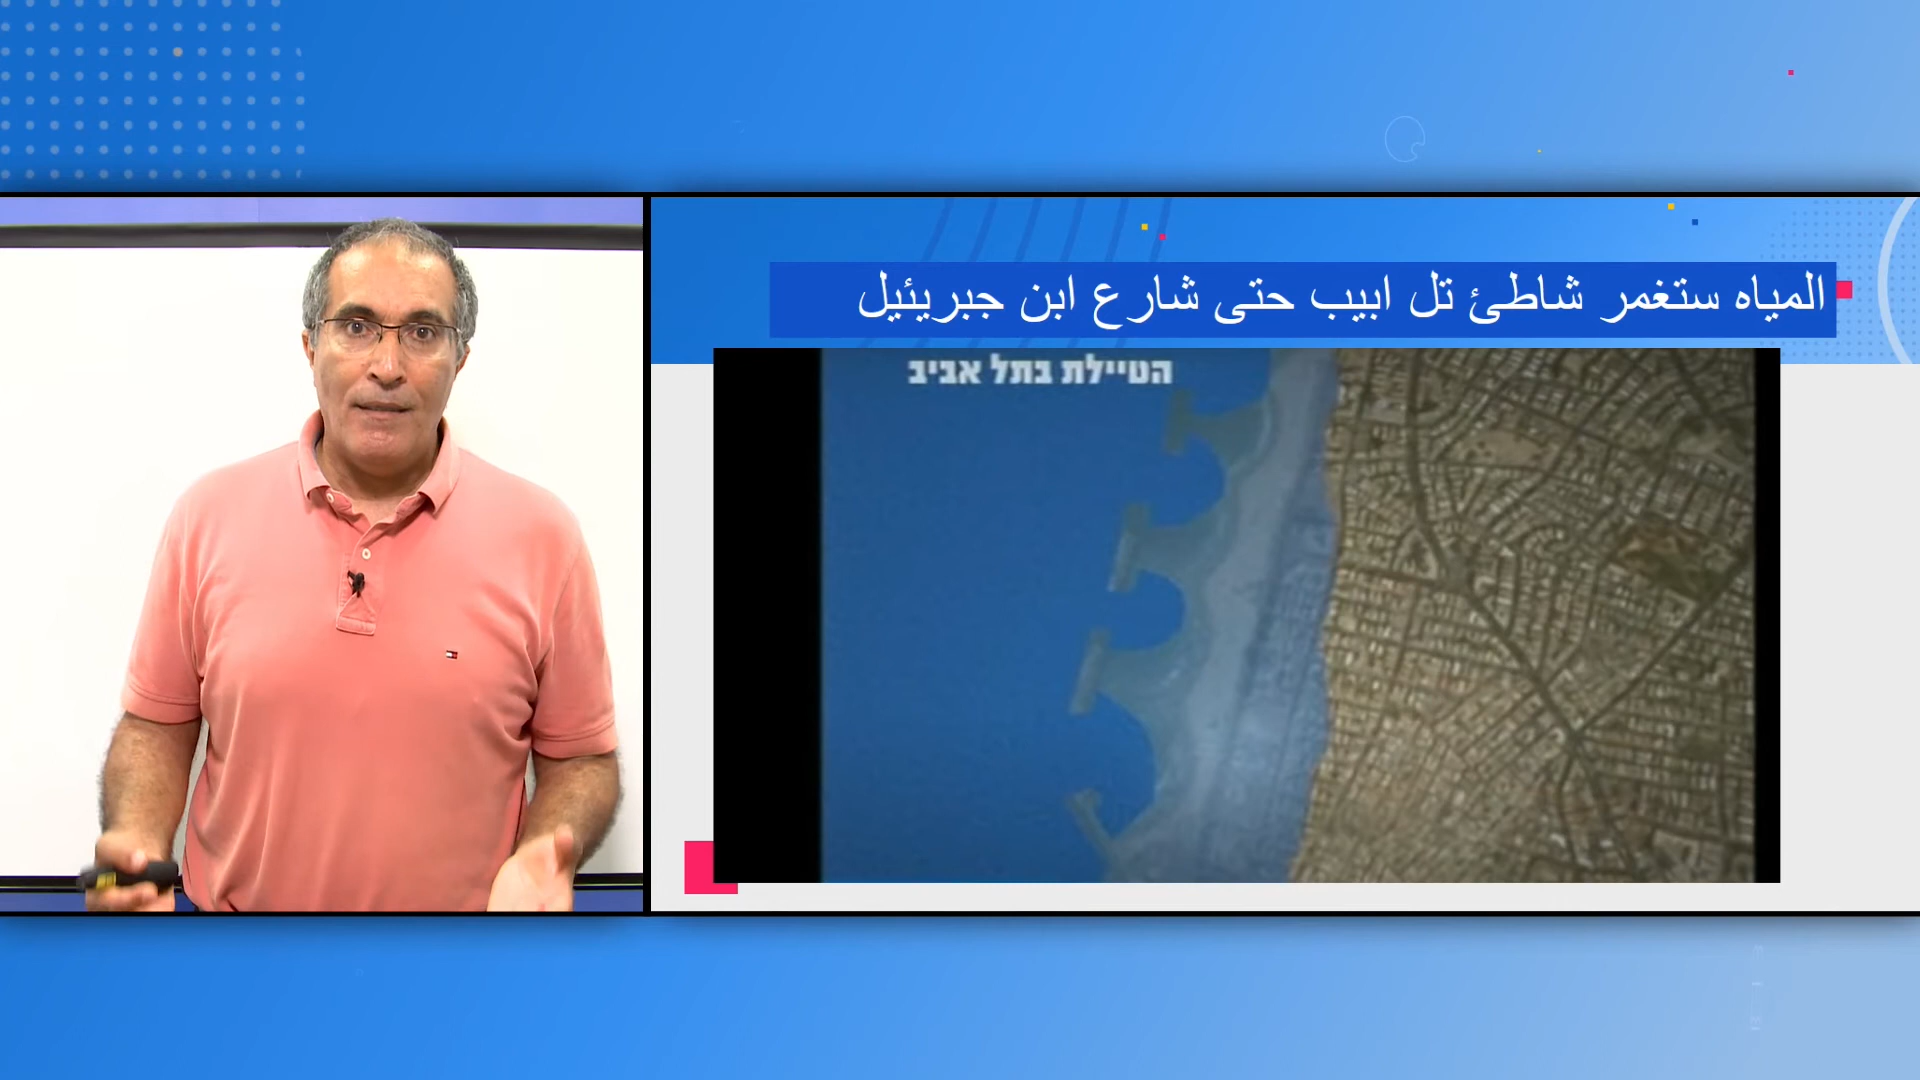 المياه ستغمر شاطئ تل ابيب حتى شارع ابن جبريئيل
הטיילת בתל אביב